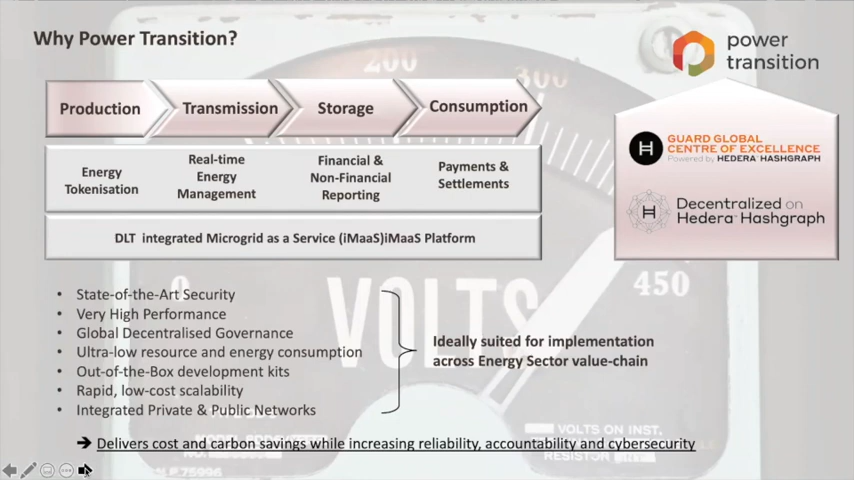 Why Power Transition?
power
transition
Production
Transmission
Storage
Consumption
Energy
Tokenisation
Real-time
Energy
Management
Financial &
Non-Financial
Reporting
Payments &
Settlements
DLT integrated Microgrid as a Service (iMaaS)iMaaS Platform
GUARD GLOBAL
CENTRE OF EXCELLENCE
Powered by HEDERA HASHGRAPH
Decentralized on
Hedera Hashgraph
200
300
0
450
VOLTS
• State-of-the-Art Security
• Very High Performance
• Global Decentralised Governance
• Ultra-low resource and energy consumption
• Out-of-the-Box development kits
• Rapid, low-cost scalability
• Integrated Private & Public Networks
Ideally suited for implementation
across Energy Sector value-chain
➔ Delivers cost and carbon savings while increasing reliability, accountability and cybersecurity
VOLTS ON INST.